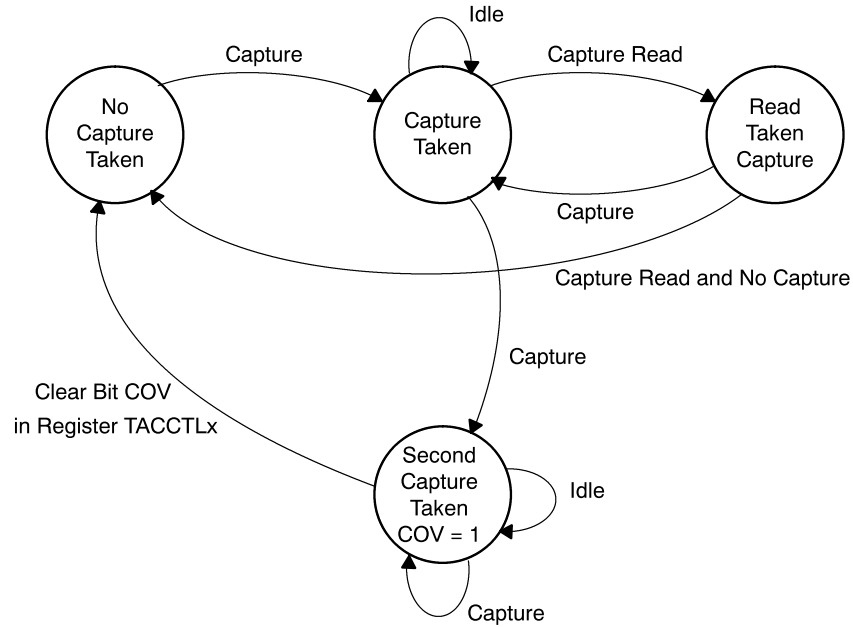 Idle
Capture
Capture Read
No
Capture
Taken
Capture
Taken
Read
Taken
Capture
Capture
Capture Read and No Capture
Capture
Clear Bit COV
in Register TACCTLx
Second
Capture
Taken
COV = 1
Idle
Capture